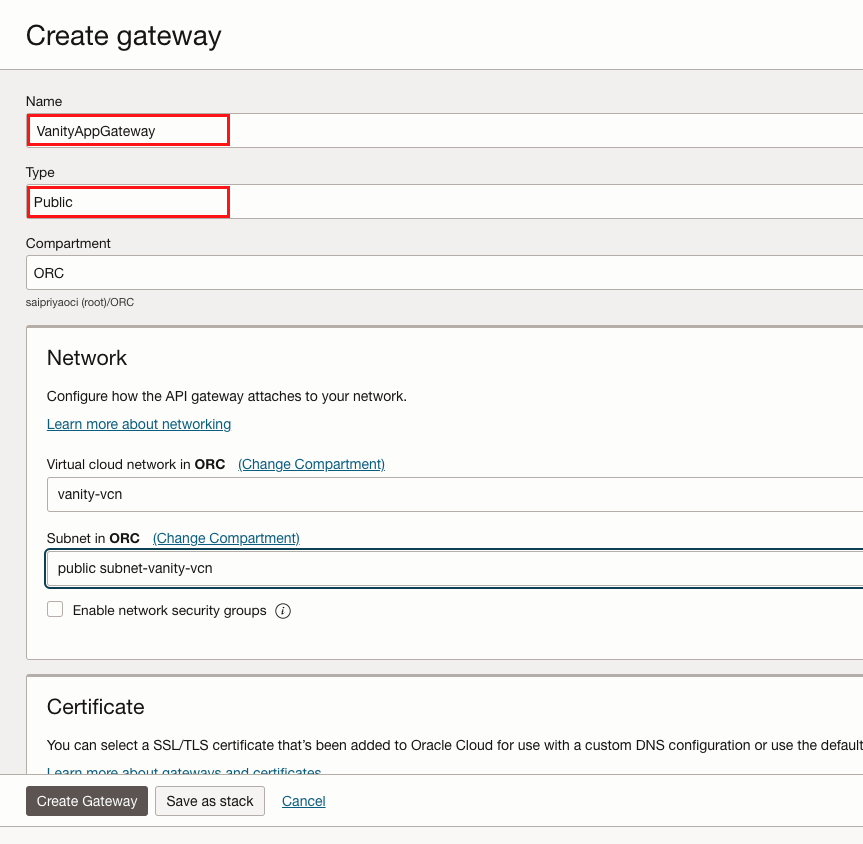 Create gateway
Name
VanityAppGateway
Type
Public
Compartment
ORC
saipriyaoci (root)/ORC
Network
Configure how the API gateway attaches to your network.
Learn more about networking
Virtual cloud network in ORC (Change Compartment)
vanity-vcn
Subnet in ORC (Change Compartment)
public subnet-vanity-vcn
Enable network security groups i
Certificate
You can select a SSL/TLS certificate that's been added to Oracle Cloud for use with a custom DNS configuration or use the default
Learn more about gateways and certificates
Create Gateway Save as stack Cancel